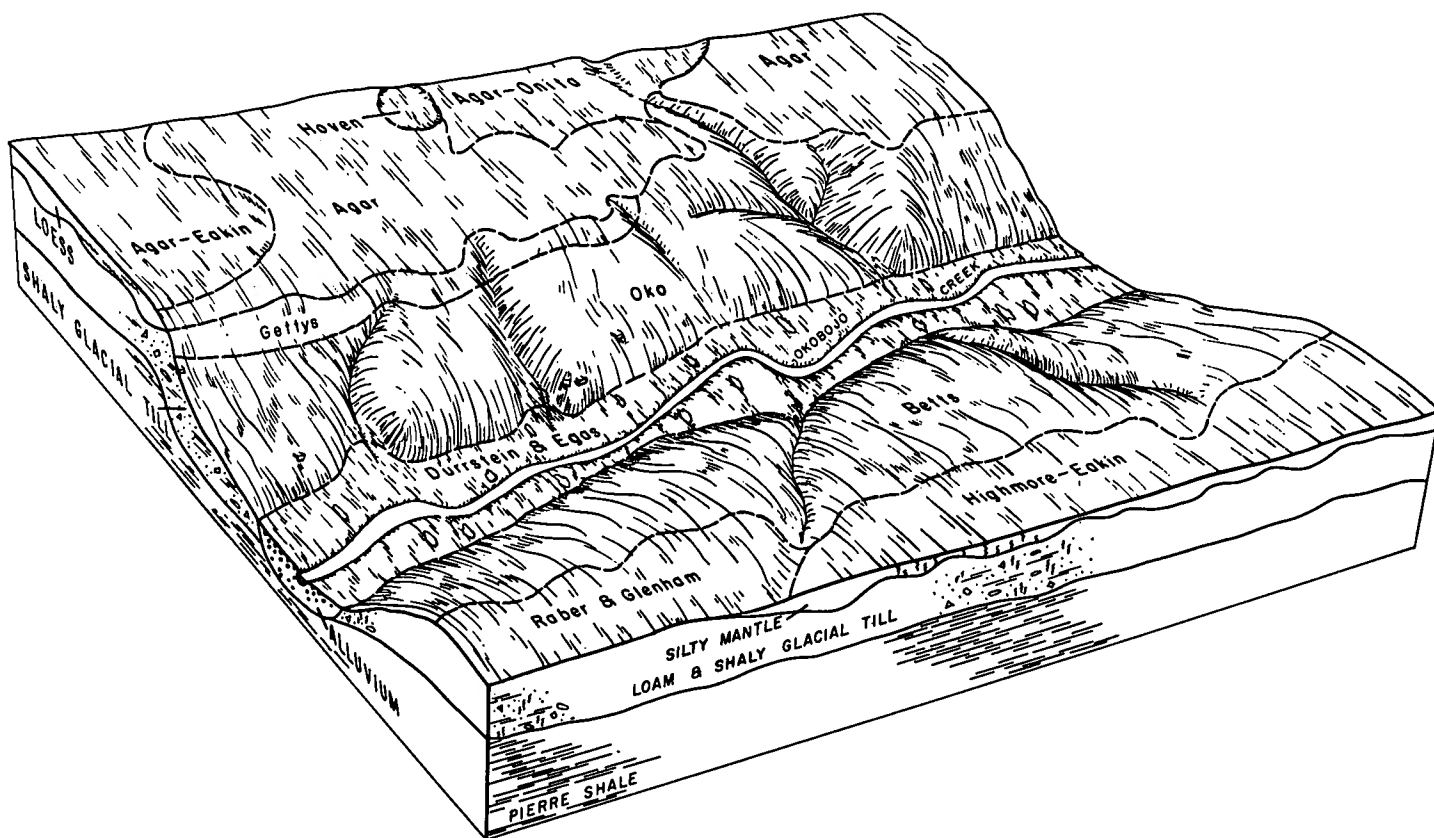 Agar
Agar-Onita
Hoven
Agar
Agar-Eakin
LOESS
SHALY GLACIAL TILL
Gettys
Oko
OKOBOJO CREEK
Durrstein & Egas
Betts
Highmore-Eakin
Raber & Glenham
SILTY MANTLE
LOAM & SHALY GLACIAL TILL
ALLUVIUM
PIERRE SHALE